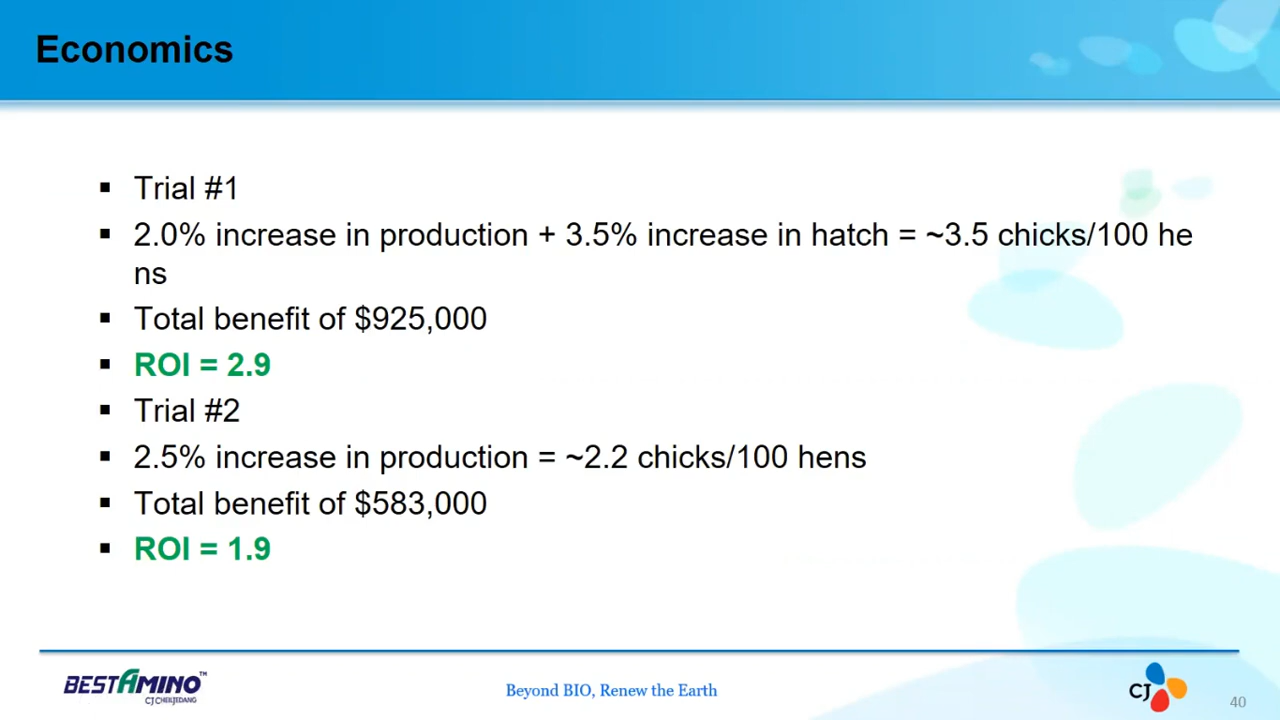 Economics
Trial #1
2.0% increase in production + 3.5% increase in hatch = ~3.5 chicks/100 he
ns
Total benefit of $925,000
ROI = 2.9
Trial #2
2.5% increase in production = ~2.2 chicks/100 hens
Total benefit of $583,000
ROI = 1.9
BESTAMINO™
CJ CHEILJEDANG
Beyond BIO, Renew the Earth
CJ
40